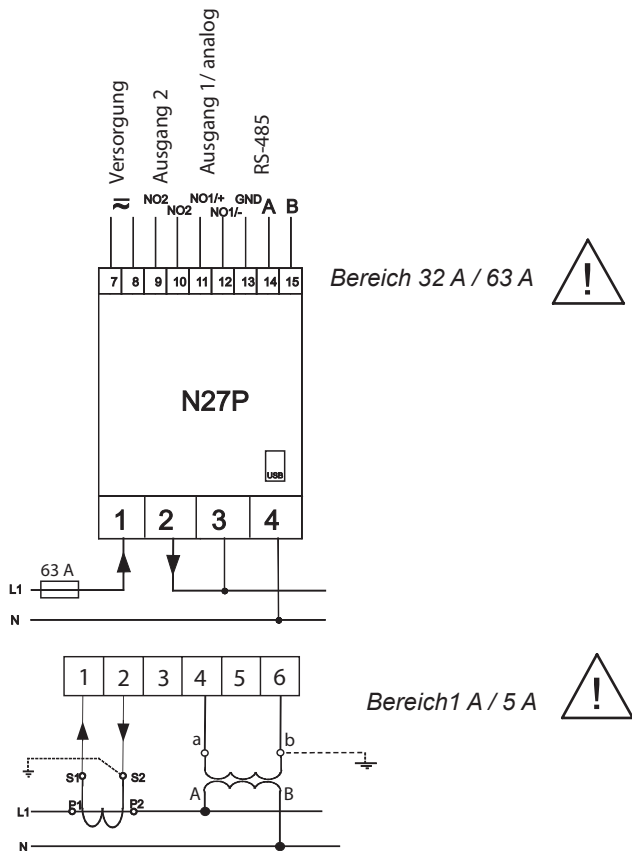 Versorgung
Ausgang 2
Ausgang 1/ analog
RS-485
NO2 NO2 NO1/+ NO1/- GND A B
7 8 9 10 11 12 13 14 15
Bereich 32 A / 63 A
!
N27P
USB
1 2 3 4
63 A
L1
N
1 2 3 4 5 6
Bereich1 A / 5 A
!
a b
S1 S2
A B
P1 P2
L1
N